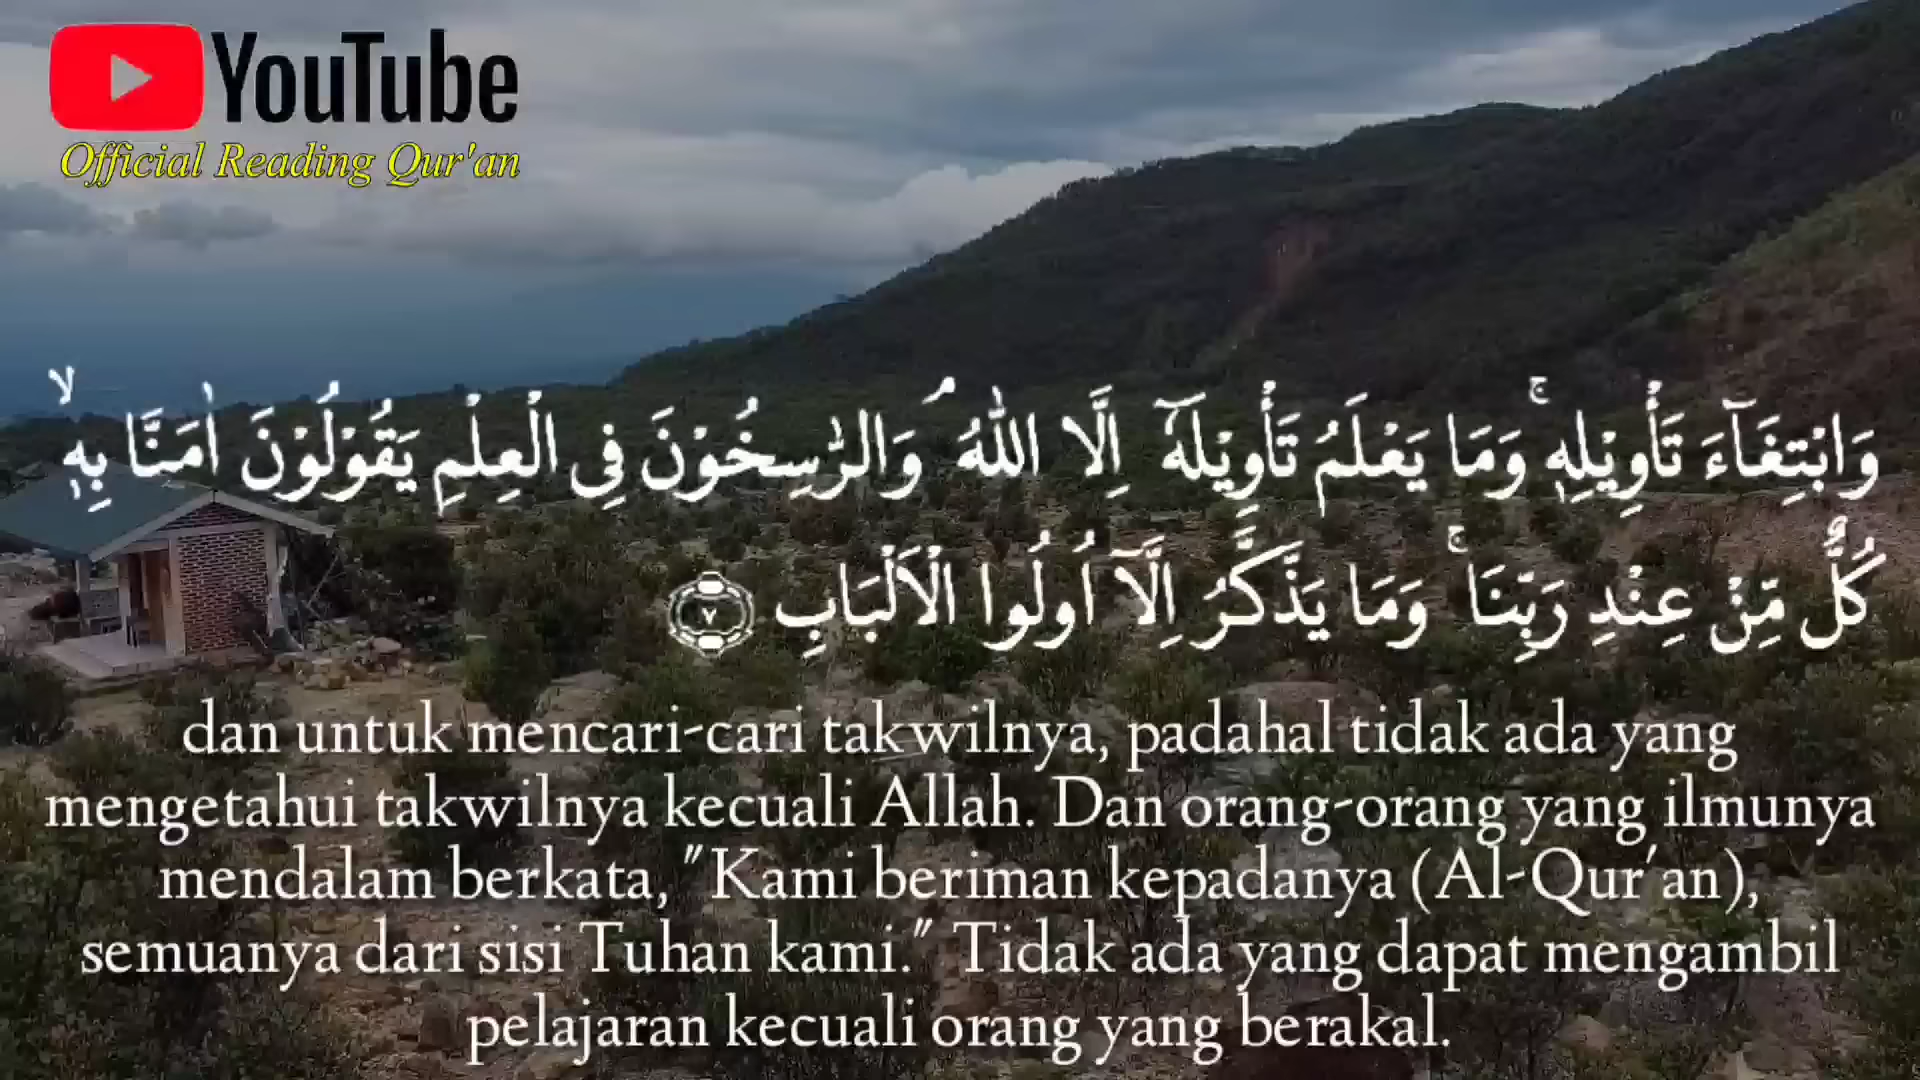 YouTube
Official Reading Qur'an
وَابْتِغَاۤءَ تَأْوِيْلِهٖۚ وَمَا يَعْلَمُ تَأْوِيْلَهٗٓ اِلَّا اللّٰهُ ۘوَالرّٰسِخُوْنَ فِى الْعِلْمِ يَقُوْلُوْنَ اٰمَنَّا بِهٖۙ
كُلٌّ مِّنْ عِنْدِ رَبِّنَاۚ وَمَا يَذَّكَّرُ اِلَّآ اُولُوا الْاَلْبَابِ ٧
dan untuk mencari-cari takwilnya, padahal tidak ada yang
mengetahui takwilnya kecuali Allah. Dan orang-orang yang ilmunya
mendalam berkata, "Kami beriman kepadanya (Al-Qur'an),
semuanya dari sisi Tuhan kami." Tidak ada yang dapat mengambil
pelajaran kecuali orang yang berakal.